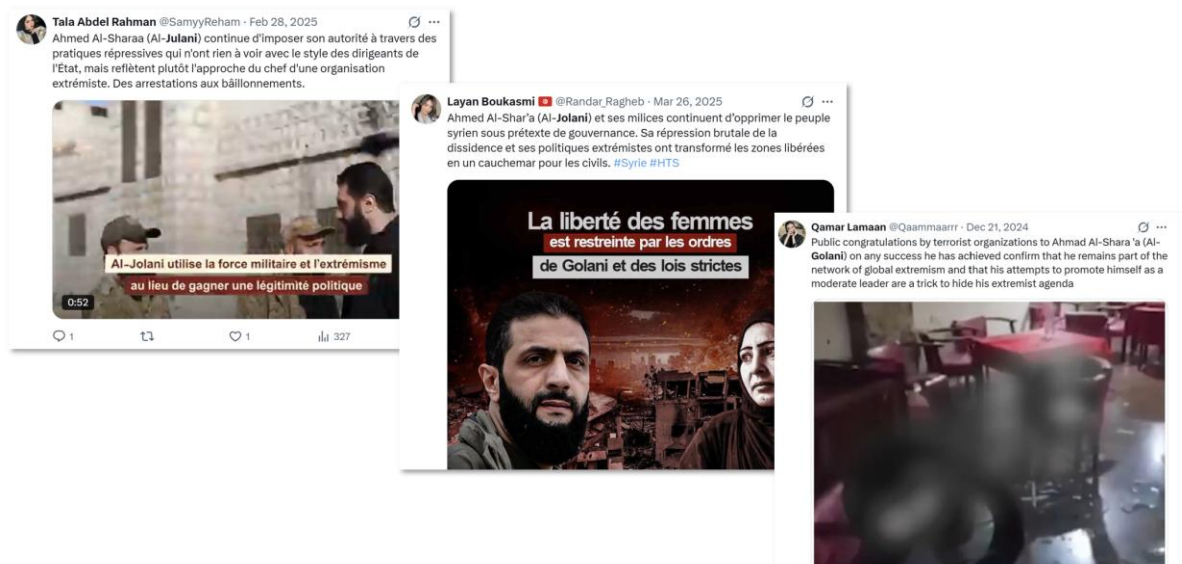 Tala Abdel Rahman @SamyyReham · Feb 28, 2025
Ahmed Al-Sharaa (Al-Julani) continue d'imposer son autorité à travers des
pratiques répressives qui n'ont rien à voir avec le style des dirigeants de
l'État, mais reflètent plutôt l'approche du chef d'une organisation
extrémiste. Des arrestations aux bâillonnements.
Al-Jolani utilise la force militaire et l'extrémisme
au lieu de gagner une légitimité politique
0:52
1
1
327
Layan Boukasmi 🇹🇳 @Randar_Ragheb · Mar 26, 2025
Ahmed Al-Shar'a (Al-Jolani) et ses milices continuent d'opprimer le peuple
syrien sous prétexte de gouvernance. Sa répression brutale de la
dissidence et ses politiques extrémistes ont transformé les zones libérées
en un cauchemar pour les civils. #Syrie #HTS
La liberté des femmes
est restreinte par les ordres
de Golani et des lois strictes
Qamar Lamaan @Qaammaarrr · Dec 21, 2024
Public congratulations by terrorist organizations to Ahmad Al-Shara 'a (Al-
Golani) on any success he has achieved confirm that he remains part of the
network of global extremism and that his attempts to promote himself as a
moderate leader are a trick to hide his extremist agenda